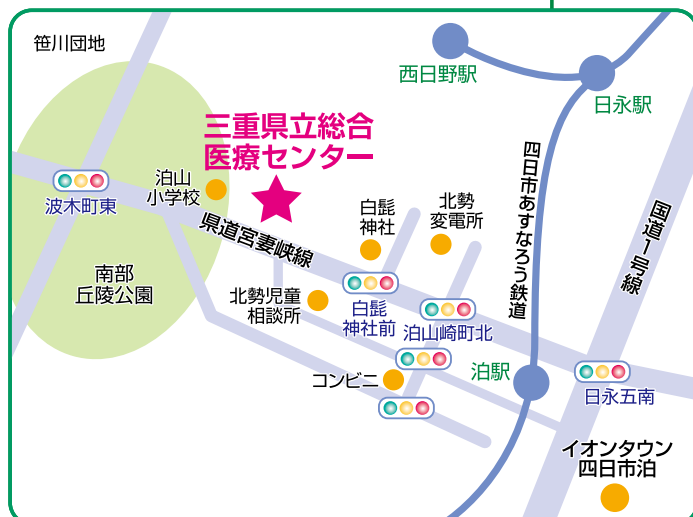 笹川団地
西日野駅
日永駅
三重県立総合
医療センター
泊山
小学校
波木町東
県道宮妻峡線
白髭
神社
北勢
変電所
四日市あすなろう鉄道
国道1号線
南部
丘陵公園
北勢児童
相談所
白髭
神社前
泊山崎町北
コンビニ
泊駅
日永五南
イオンタウン
四日市泊